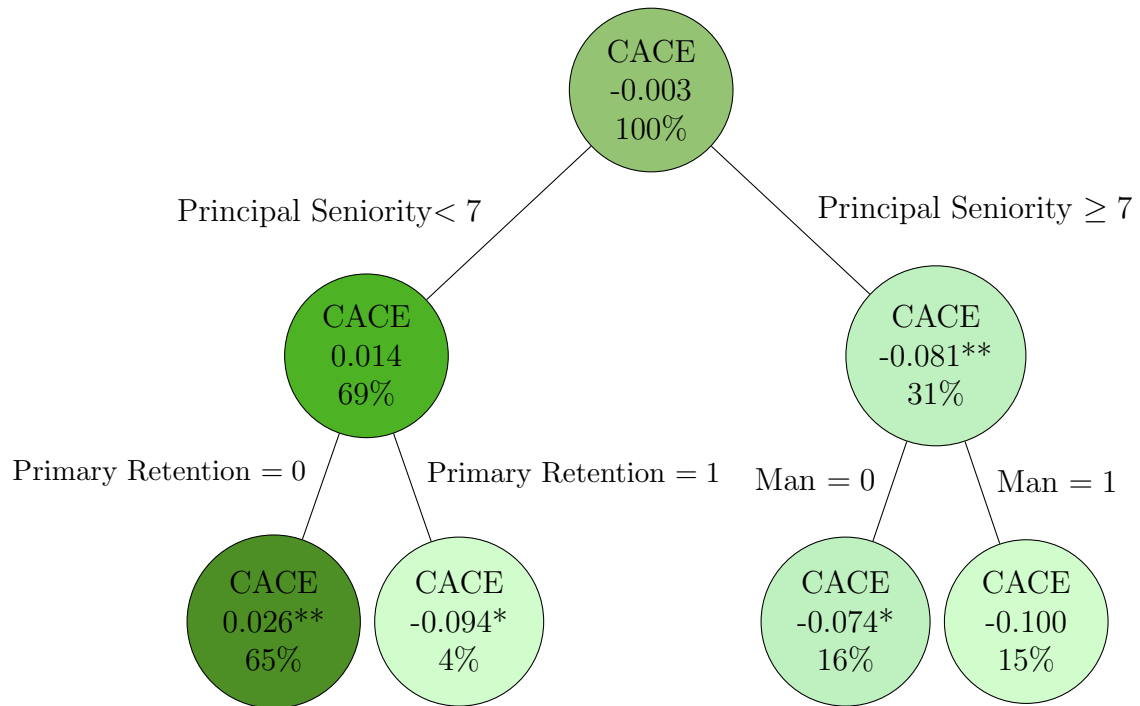 CACE
-0.003
100%
Principal Seniority< 7
Principal Seniority ≥ 7
CACE
0.014
69%
CACE
-0.081**
31%
Primary Retention = 0
Primary Retention = 1
Man = 0
Man = 1
CACE
0.026**
65%
CACE
-0.094*
4%
CACE
-0.074*
16%
CACE
-0.100
15%